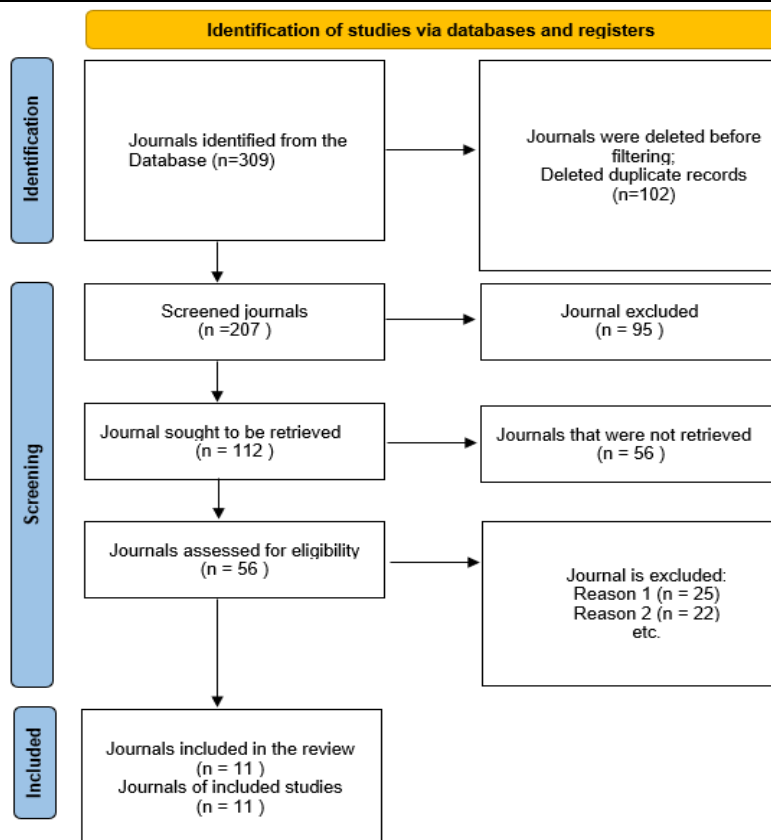 Identification of studies via databases and registers
Identification
Journals identified from the
Database (n=309)
Journals were deleted before
filtering;
Deleted duplicate records
(n=102)
Screening
Screened journals
(n =207 )
Journal excluded
(n = 95 )
Journal sought to be retrieved
(n = 112 )
Journals that were not retrieved
(n = 56 )
Journals assessed for eligibility
(n = 56 )
Journal is excluded:
Reason 1 (n = 25)
Reason 2 (n = 22)
etc.
Included
Journals included in the review
(n = 11 )
Journals of included studies
(n = 11 )